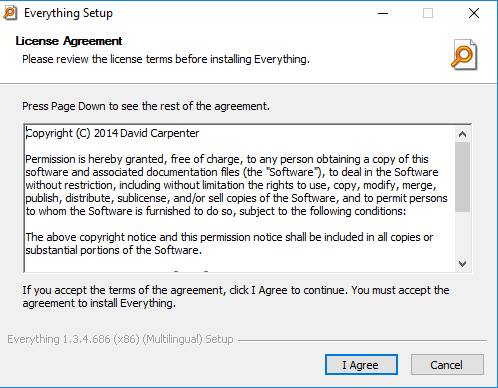 Everything Setup
License Agreement
Please review the license terms before installing Everything.
Press Page Down to see the rest of the agreement.
Copyright (C) 2014 David Carpenter
Permission is hereby granted, free of charge, to any person obtaining a copy of this
software and associated documentation files (the "Software"), to deal in the Software
without restriction, including without limitation the rights to use, copy, modify, merge,
publish, distribute, sublicense, and/or sell copies of the Software, and to permit persons
to whom the Software is furnished to do so, subject to the following conditions:
The above copyright notice and this permission notice shall be included in all copies or
substantial portions of the Software.
If you accept the terms of the agreement, click I Agree to continue. You must accept the
agreement to install Everything.
Everything 1.3.4.686 (x86) (Multilingual) Setup
I Agree
Cancel